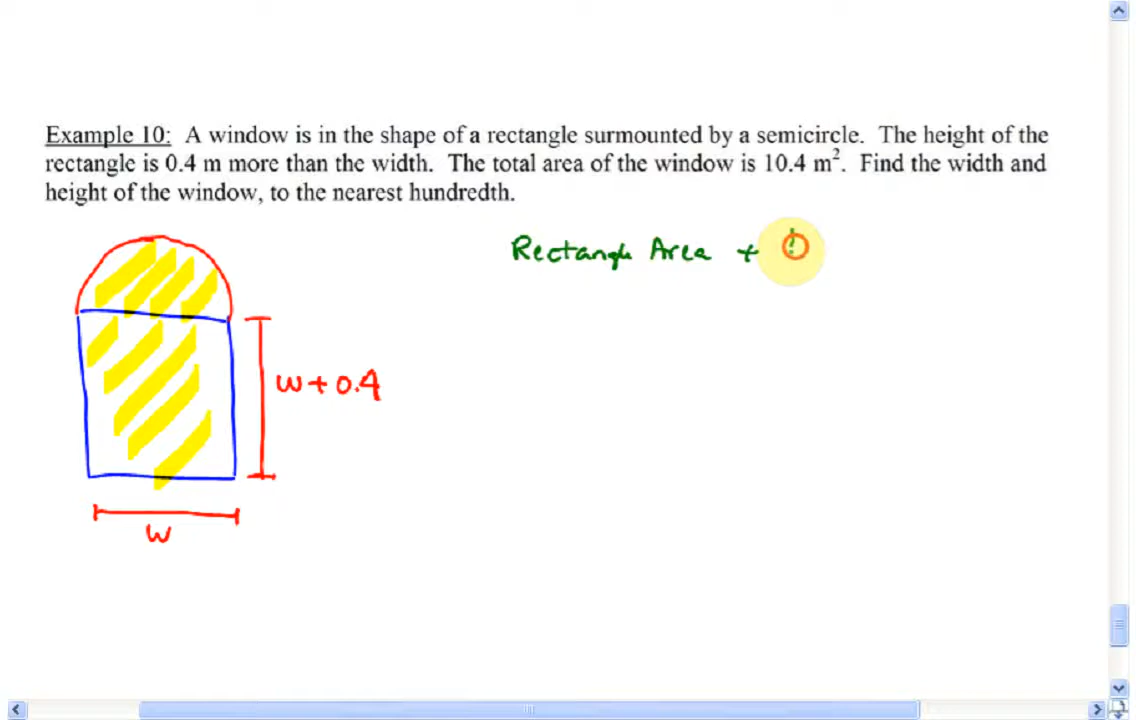 Example 10: A window is in the shape of a rectangle surmounted by a semicircle. The height of the
rectangle is 0.4 m more than the width. The total area of the window is 10.4 m². Find the width and
height of the window, to the nearest hundredth.
Rectangle Area +
w + 0.4
w